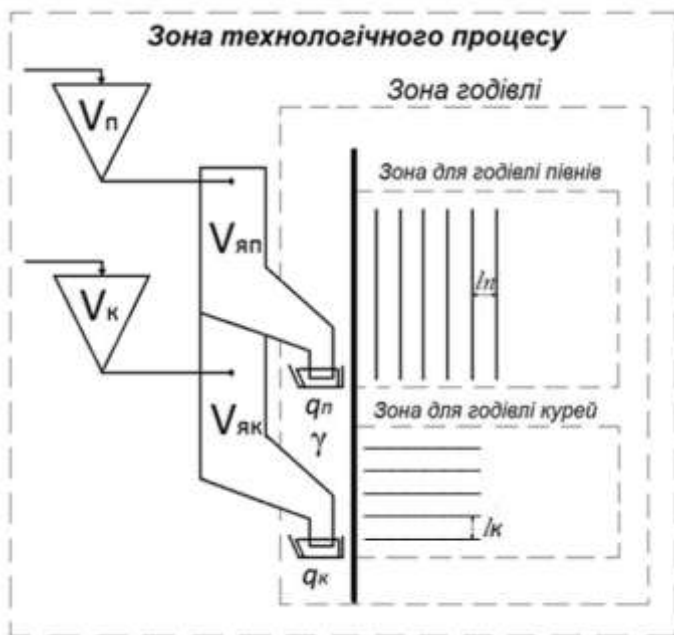 Зона технологічного процесу
Зона годівлі
Vп
Зона для годівлі півнів
Vяп
lп
Vк
qп
Зона для годівлі курей
Vяк
γ
lк
qк